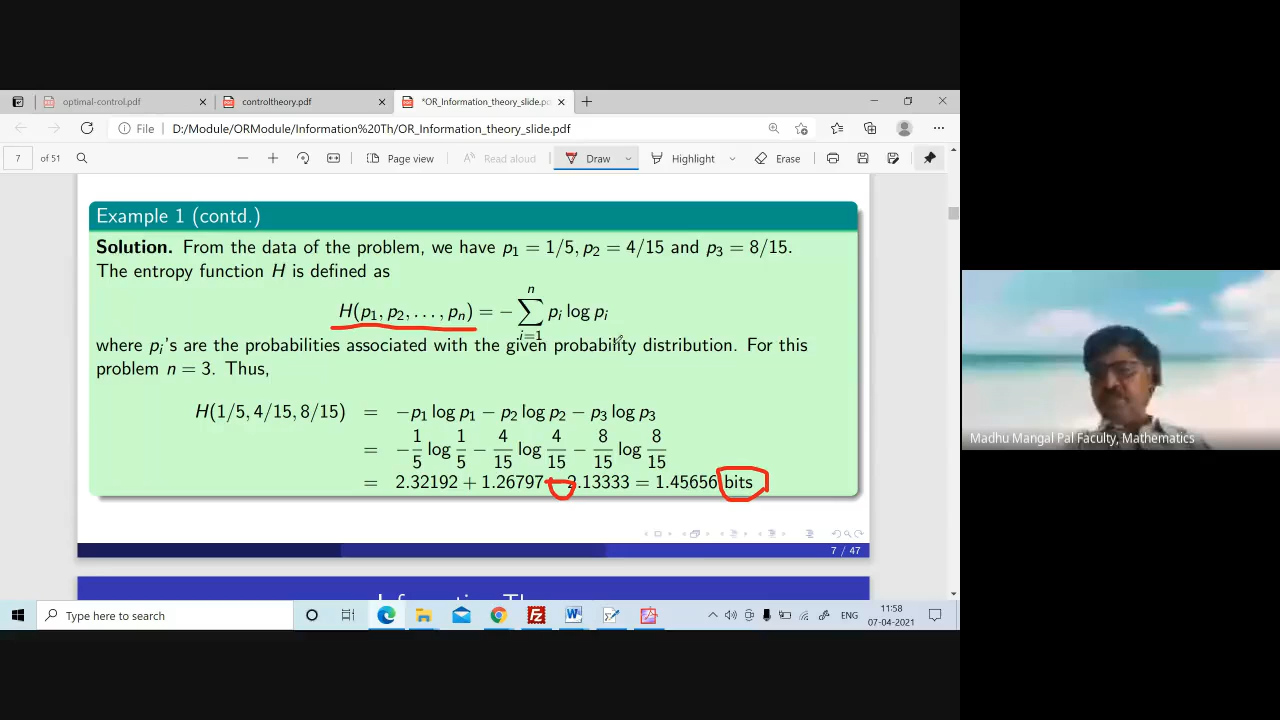 optimal-control.pdf
controltheory.pdf
*OR_Information_theory_slide.pd
File D:/Module/ORModule/Information%20Th/OR_Information_theory_slide.pdf
7 of 51 Page view Read aloud Draw Highlight Erase
Example 1 (contd.)
Solution. From the data of the problem, we have p₁ = 1/5, p₂ = 4/15 and p₃ = 8/15.
The entropy function H is defined as
H(p₁, p₂, . . . , pₙ) = − ∑ᵢ₌₁ⁿ pᵢ log pᵢ
where pᵢ's are the probabilities associated with the given probability distribution. For this
problem n = 3. Thus,
H(1/5, 4/15, 8/15) = −p₁ log p₁ − p₂ log p₂ − p₃ log p₃
= −1/5 log 1/5 − 4/15 log 4/15 − 8/15 log 8/15
= 2.32192 + 1.26797 − 2.13333 = 1.45656 bits
7 / 47
Madhu Mangal Pal Faculty, Mathematics
Type here to search
ENG
11:58
07-04-2021